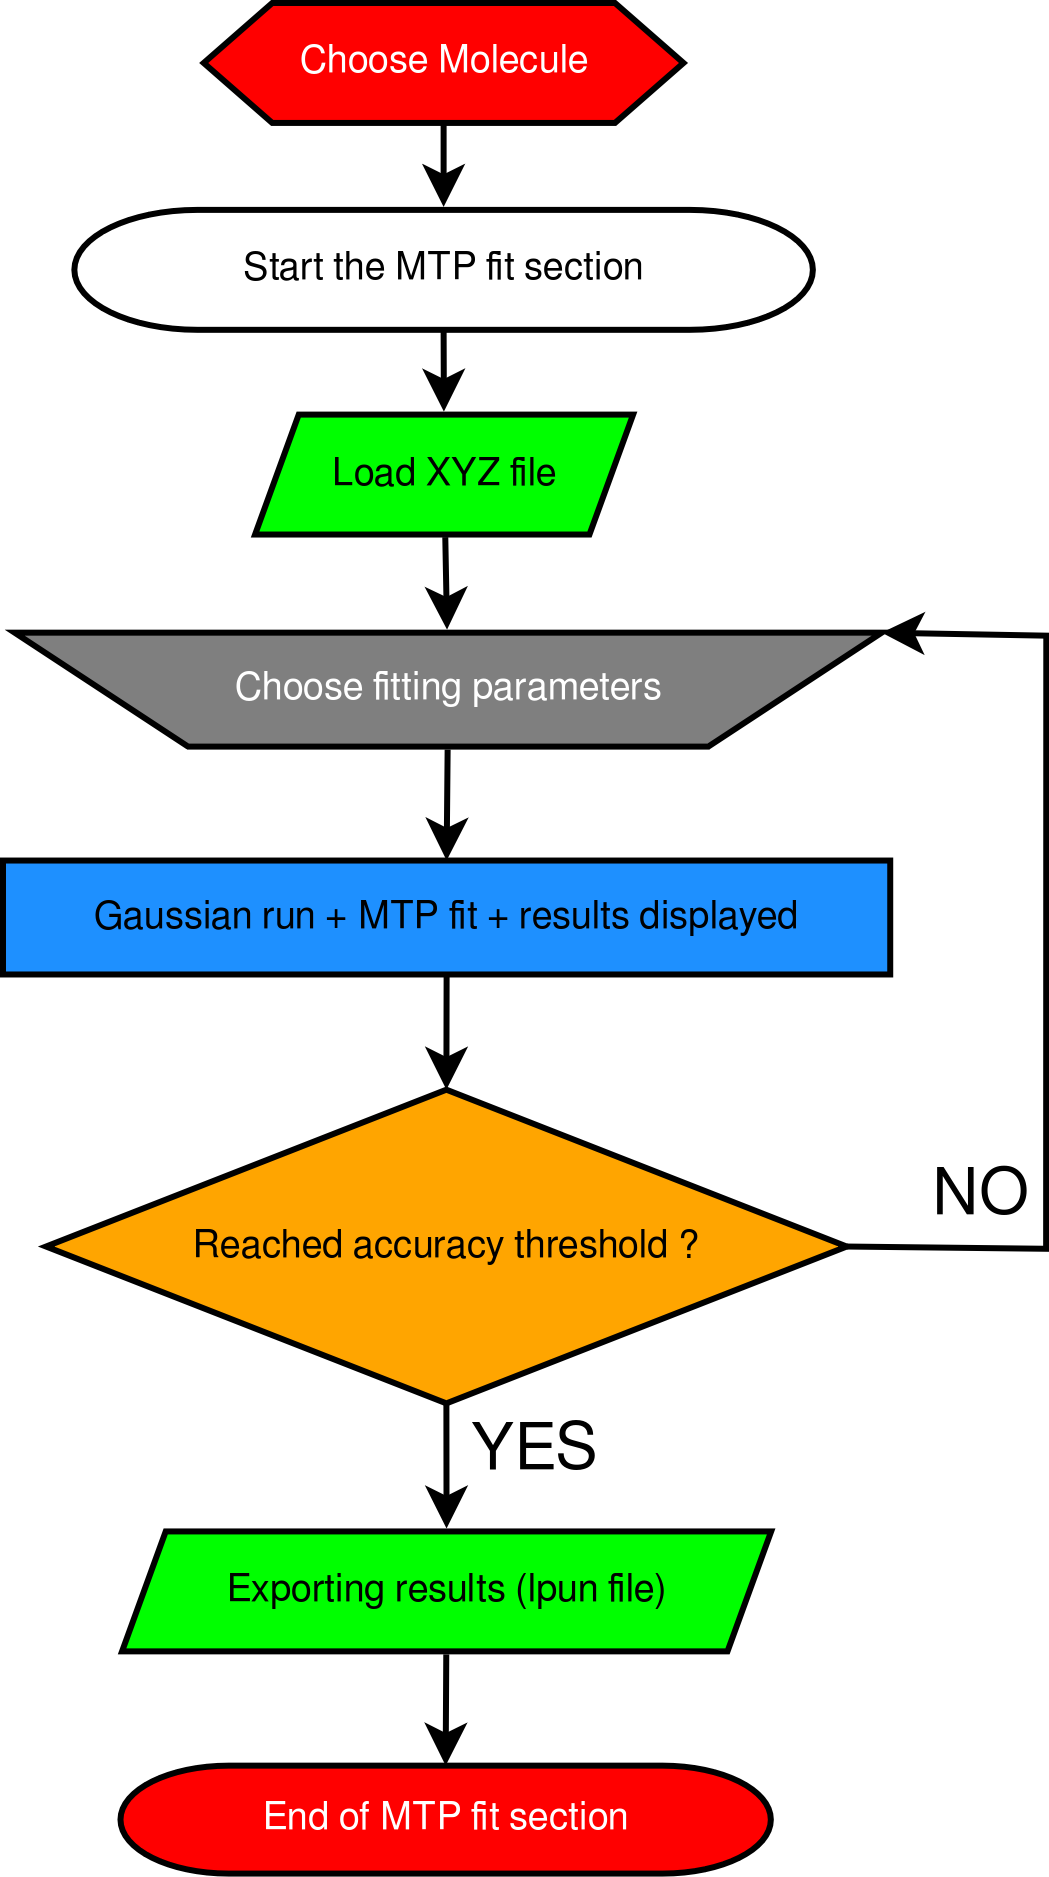 Choose Molecule
Start the MTP fit section
Load XYZ file
Choose fitting parameters
Gaussian run + MTP fit + results displayed
Reached accuracy threshold ?
NO
YES
Exporting results (lpun file)
End of MTP fit section